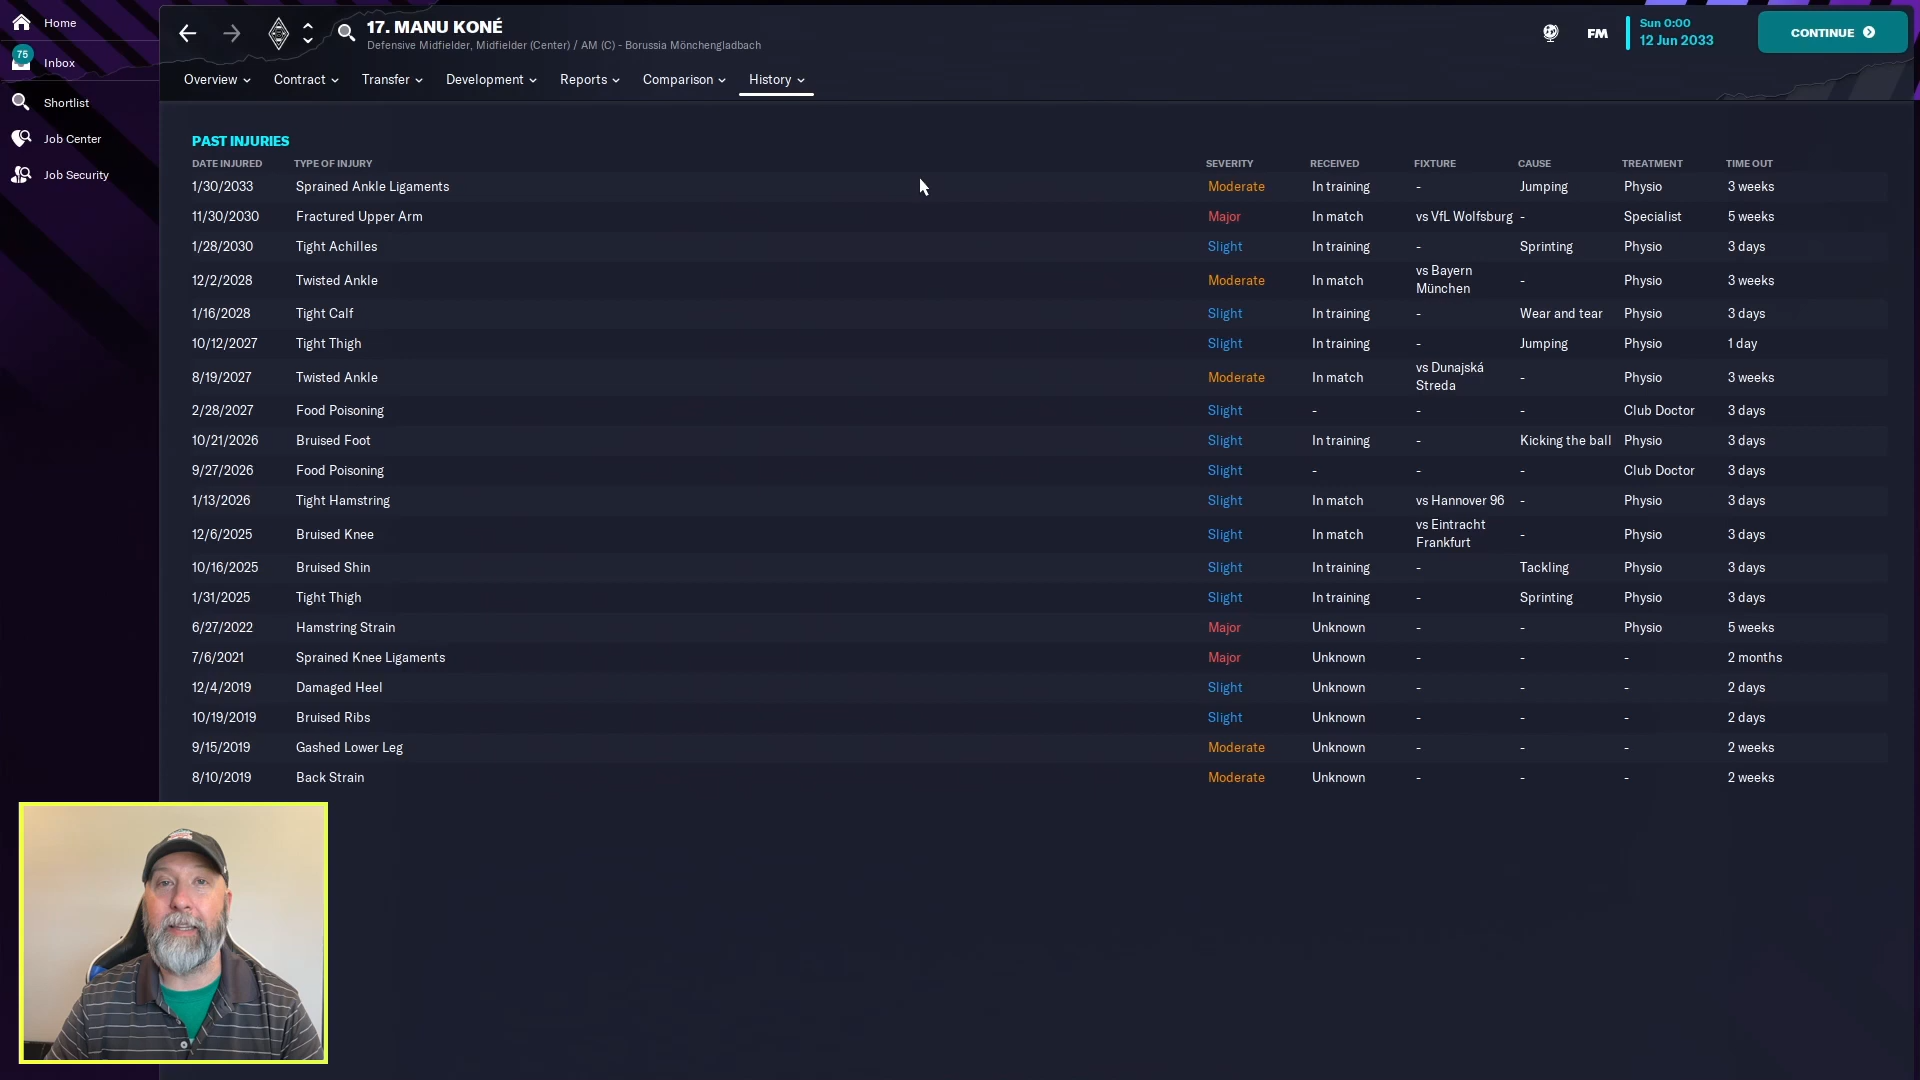 Home
75
Inbox
Shortlist
Job Center
Job Security
17. MANU KONÉ
Defensive Midfielder, Midfielder (Center) / AM (C) - Borussia Mönchengladbach
FM
Sun 0:00
12 Jun 2033
CONTINUE
Overview
Contract
Transfer
Development
Reports
Comparison
History
PAST INJURIES
DATE INJURED TYPE OF INJURY SEVERITY RECEIVED FIXTURE CAUSE TREATMENT TIME OUT
1/30/2033 Sprained Ankle Ligaments Moderate In training - Jumping Physio 3 weeks
11/30/2030 Fractured Upper Arm Major In match vs VfL Wolfsburg - Specialist 5 weeks
1/28/2030 Tight Achilles Slight In training - Sprinting Physio 3 days
12/2/2028 Twisted Ankle Moderate In match vs Bayern München - Physio 3 weeks
1/16/2028 Tight Calf Slight In training - Wear and tear Physio 3 days
10/12/2027 Tight Thigh Slight In training - Jumping Physio 1 day
8/19/2027 Twisted Ankle Moderate In match vs Dunajská Streda - Physio 3 weeks
2/28/2027 Food Poisoning Slight - - - Club Doctor 3 days
10/21/2026 Bruised Foot Slight In training - Kicking the ball Physio 3 days
9/27/2026 Food Poisoning Slight - - - Club Doctor 3 days
1/13/2026 Tight Hamstring Slight In match vs Hannover 96 - Physio 3 days
12/6/2025 Bruised Knee Slight In match vs Eintracht Frankfurt - Physio 3 days
10/16/2025 Bruised Shin Slight In training - Tackling Physio 3 days
1/31/2025 Tight Thigh Slight In training - Sprinting Physio 3 days
6/27/2022 Hamstring Strain Major Unknown - - Physio 5 weeks
7/6/2021 Sprained Knee Ligaments Major Unknown - - - 2 months
12/4/2019 Damaged Heel Slight Unknown - - - 2 days
10/19/2019 Bruised Ribs Slight Unknown - - - 2 days
9/15/2019 Gashed Lower Leg Moderate Unknown - - - 2 weeks
8/10/2019 Back Strain Moderate Unknown - - - 2 weeks